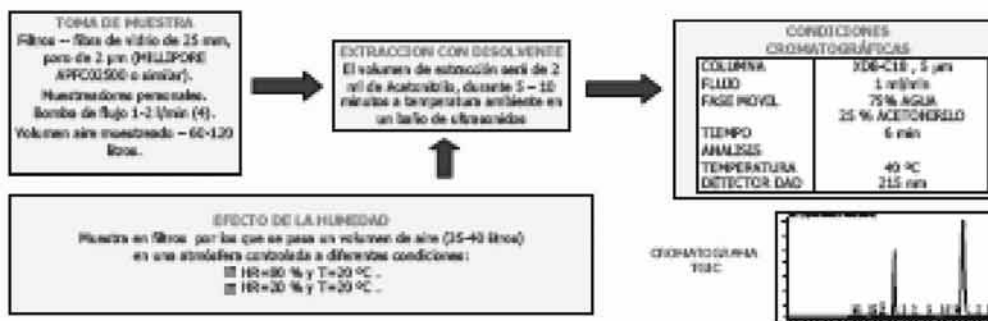 TOMA DE MUESTRA
Filtros – fibra de vidrio de 25 mm,
poro de 2 µm (MILLIPORE
APFC02500 o similar).
Muestreadores personales.
Bomba de flujo 1-2 l/min (4).
Volumen aire muestreado – 60-120
litros.
EXTRACCION CON DISOLVENTE
El volumen de extracción será de 2
ml de Acetonitrilo, durante 5 – 10
minutos a temperatura ambiente en
un baño de ultrasonidos
CONDICIONES
CROMATOGRÁFICAS
COLUMNA XDB-C18 , 5 µm
FLUJO 1 ml/min
FASE MOVIL 75% AGUA
25 % ACETONIRILO
TIEMPO 6 min
ANALISIS
TEMPERATURA 40 ºC
DETECTOR DAD 215 nm
EFECTO DE LA HUMEDAD
Muestra en filtros por los que se pasa un volumen de aire (35-40 litros)
en una atmósfera controlada a diferentes condiciones:
HR=80 % y T=20 ºC .
HR=20 % y T=20 ºC .
CROMATOGRAMA
TGIC